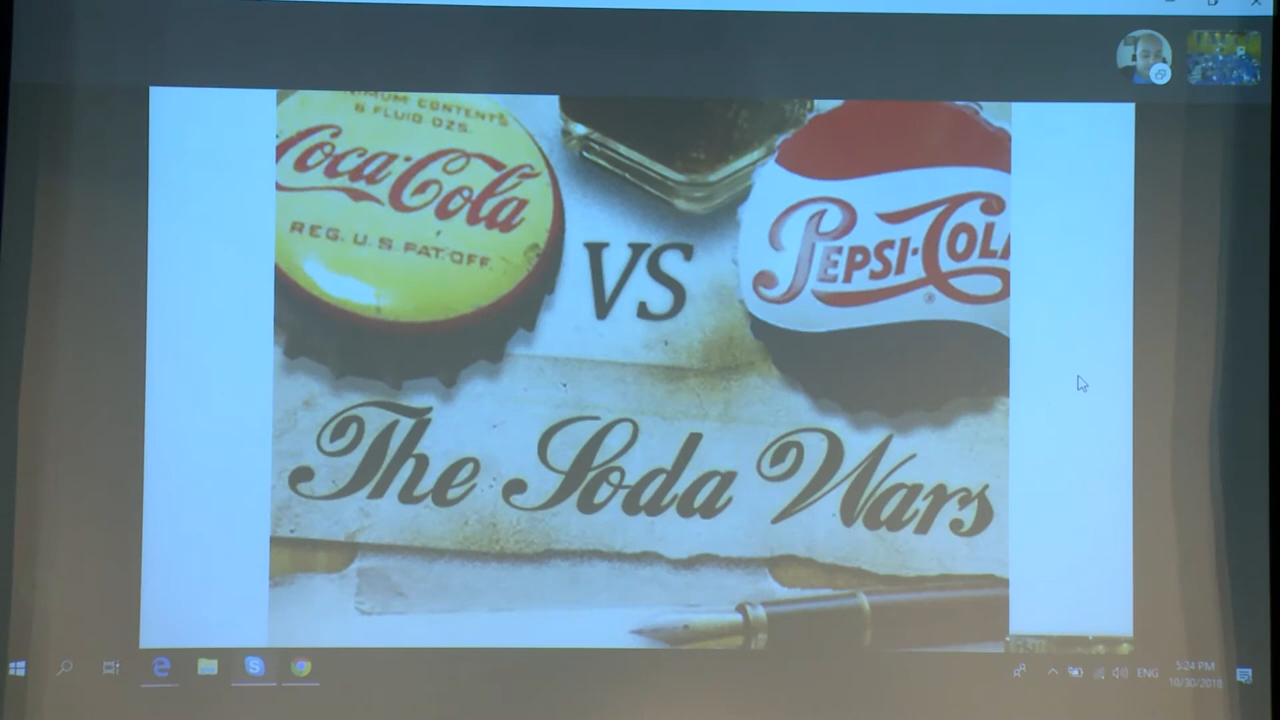 MINIMUM CONTENTS
6 FLUID OZS.
Coca-Cola
REG. U.S. PAT. OFF.
VS
PEPSI-COLA
®
The Soda Wars
ENG
5:24 PM
10/30/2018